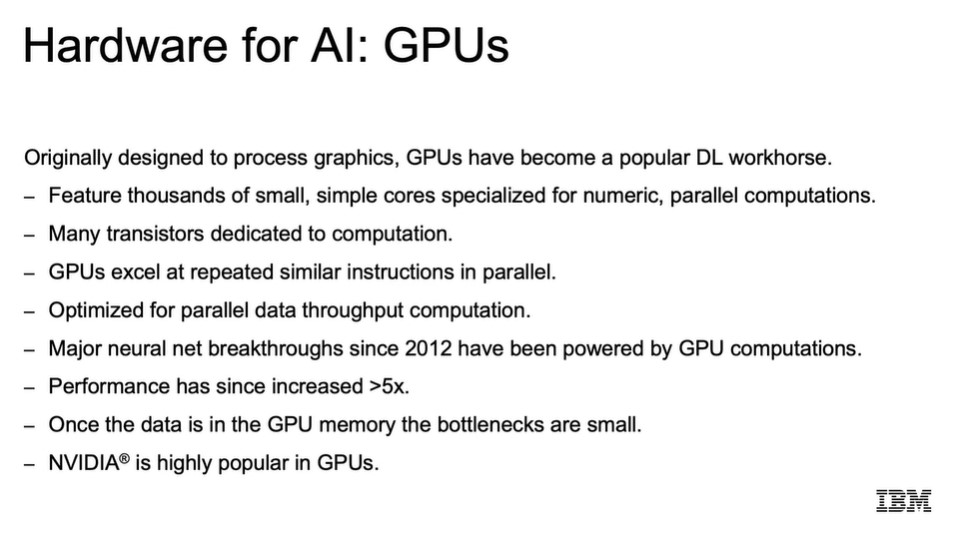 Hardware for AI: GPUs
Originally designed to process graphics, GPUs have become a popular DL workhorse.
– Feature thousands of small, simple cores specialized for numeric, parallel computations.
– Many transistors dedicated to computation.
– GPUs excel at repeated similar instructions in parallel.
– Optimized for parallel data throughput computation.
– Major neural net breakthroughs since 2012 have been powered by GPU computations.
– Performance has since increased >5x.
– Once the data is in the GPU memory the bottlenecks are small.
– NVIDIA® is highly popular in GPUs.
IBM